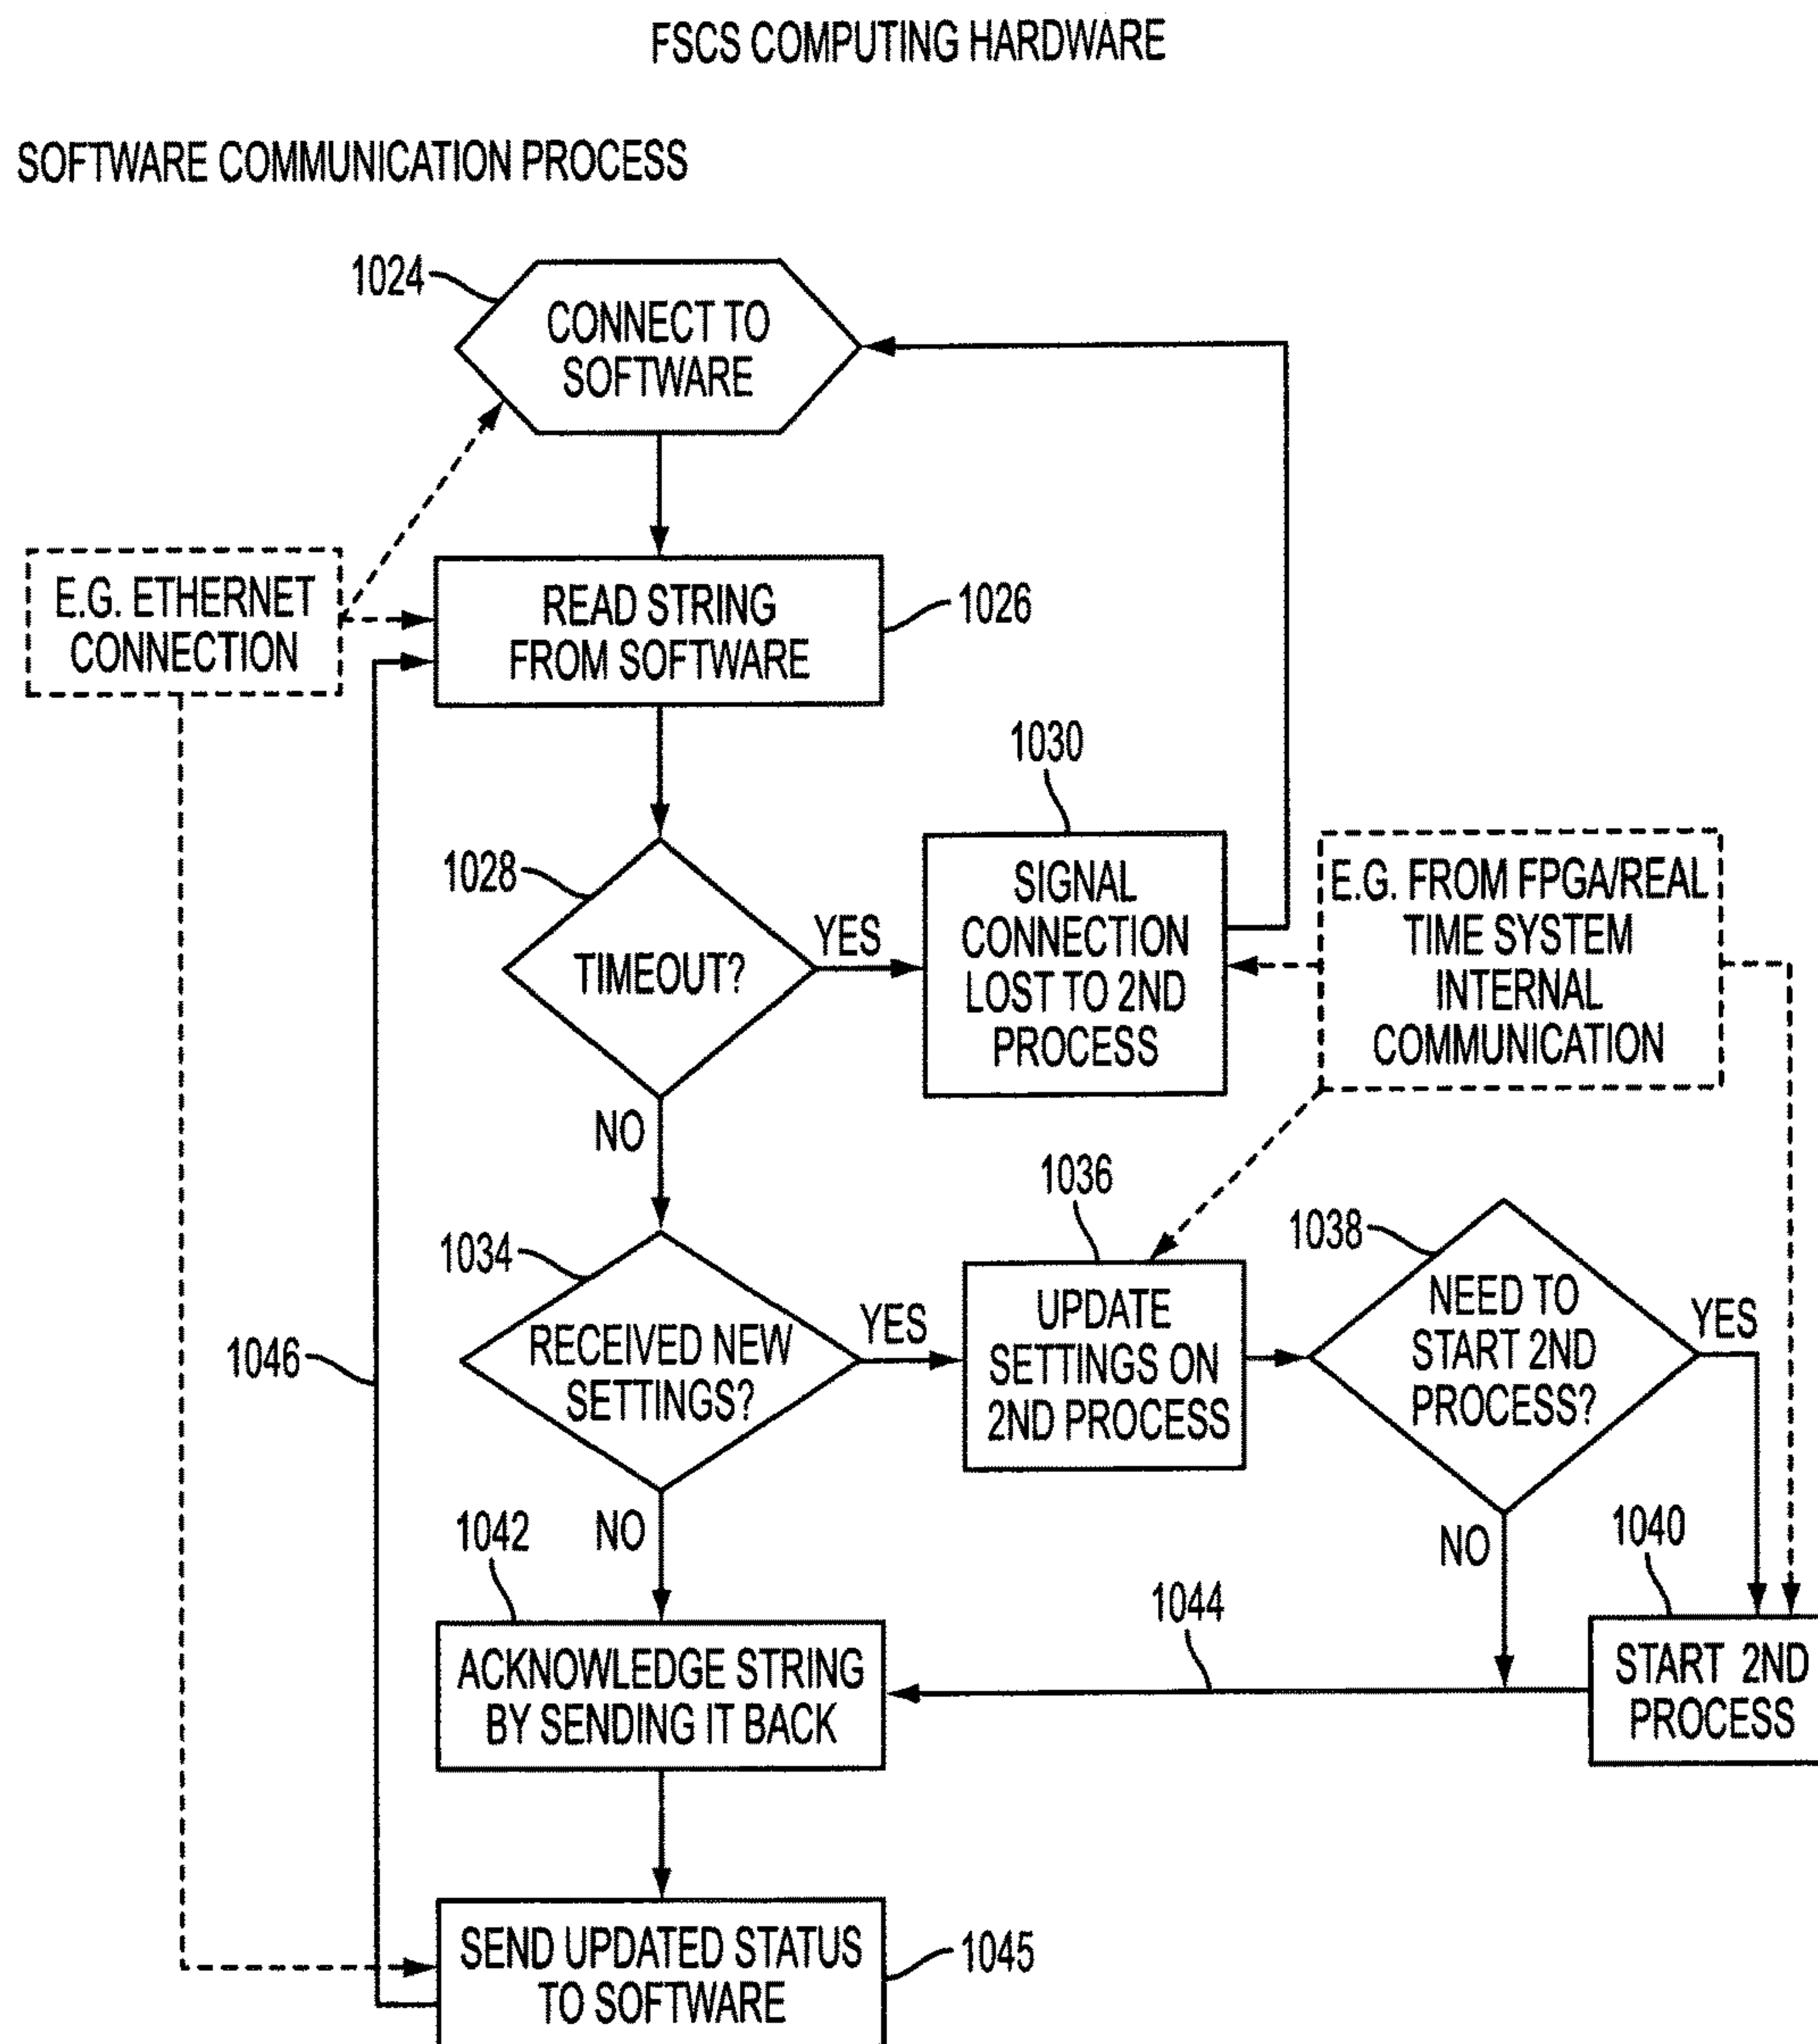 FSCS COMPUTING HARDWARE
SOFTWARE COMMUNICATION PROCESS
1024
CONNECT TO
SOFTWARE
E.G. ETHERNET
CONNECTION
READ STRING
FROM SOFTWARE
1026
1030
1028
TIMEOUT?
YES
SIGNAL
CONNECTION
LOST TO 2ND
PROCESS
E.G. FROM FPGA/REAL
TIME SYSTEM
INTERNAL
COMMUNICATION
NO
1034
RECEIVED NEW
SETTINGS?
YES
1036
UPDATE
SETTINGS ON
2ND PROCESS
1038
NEED TO
START 2ND
PROCESS?
YES
1046
NO
1042
NO
1040
1044
ACKNOWLEDGE STRING
BY SENDING IT BACK
START 2ND
PROCESS
SEND UPDATED STATUS
TO SOFTWARE
1045